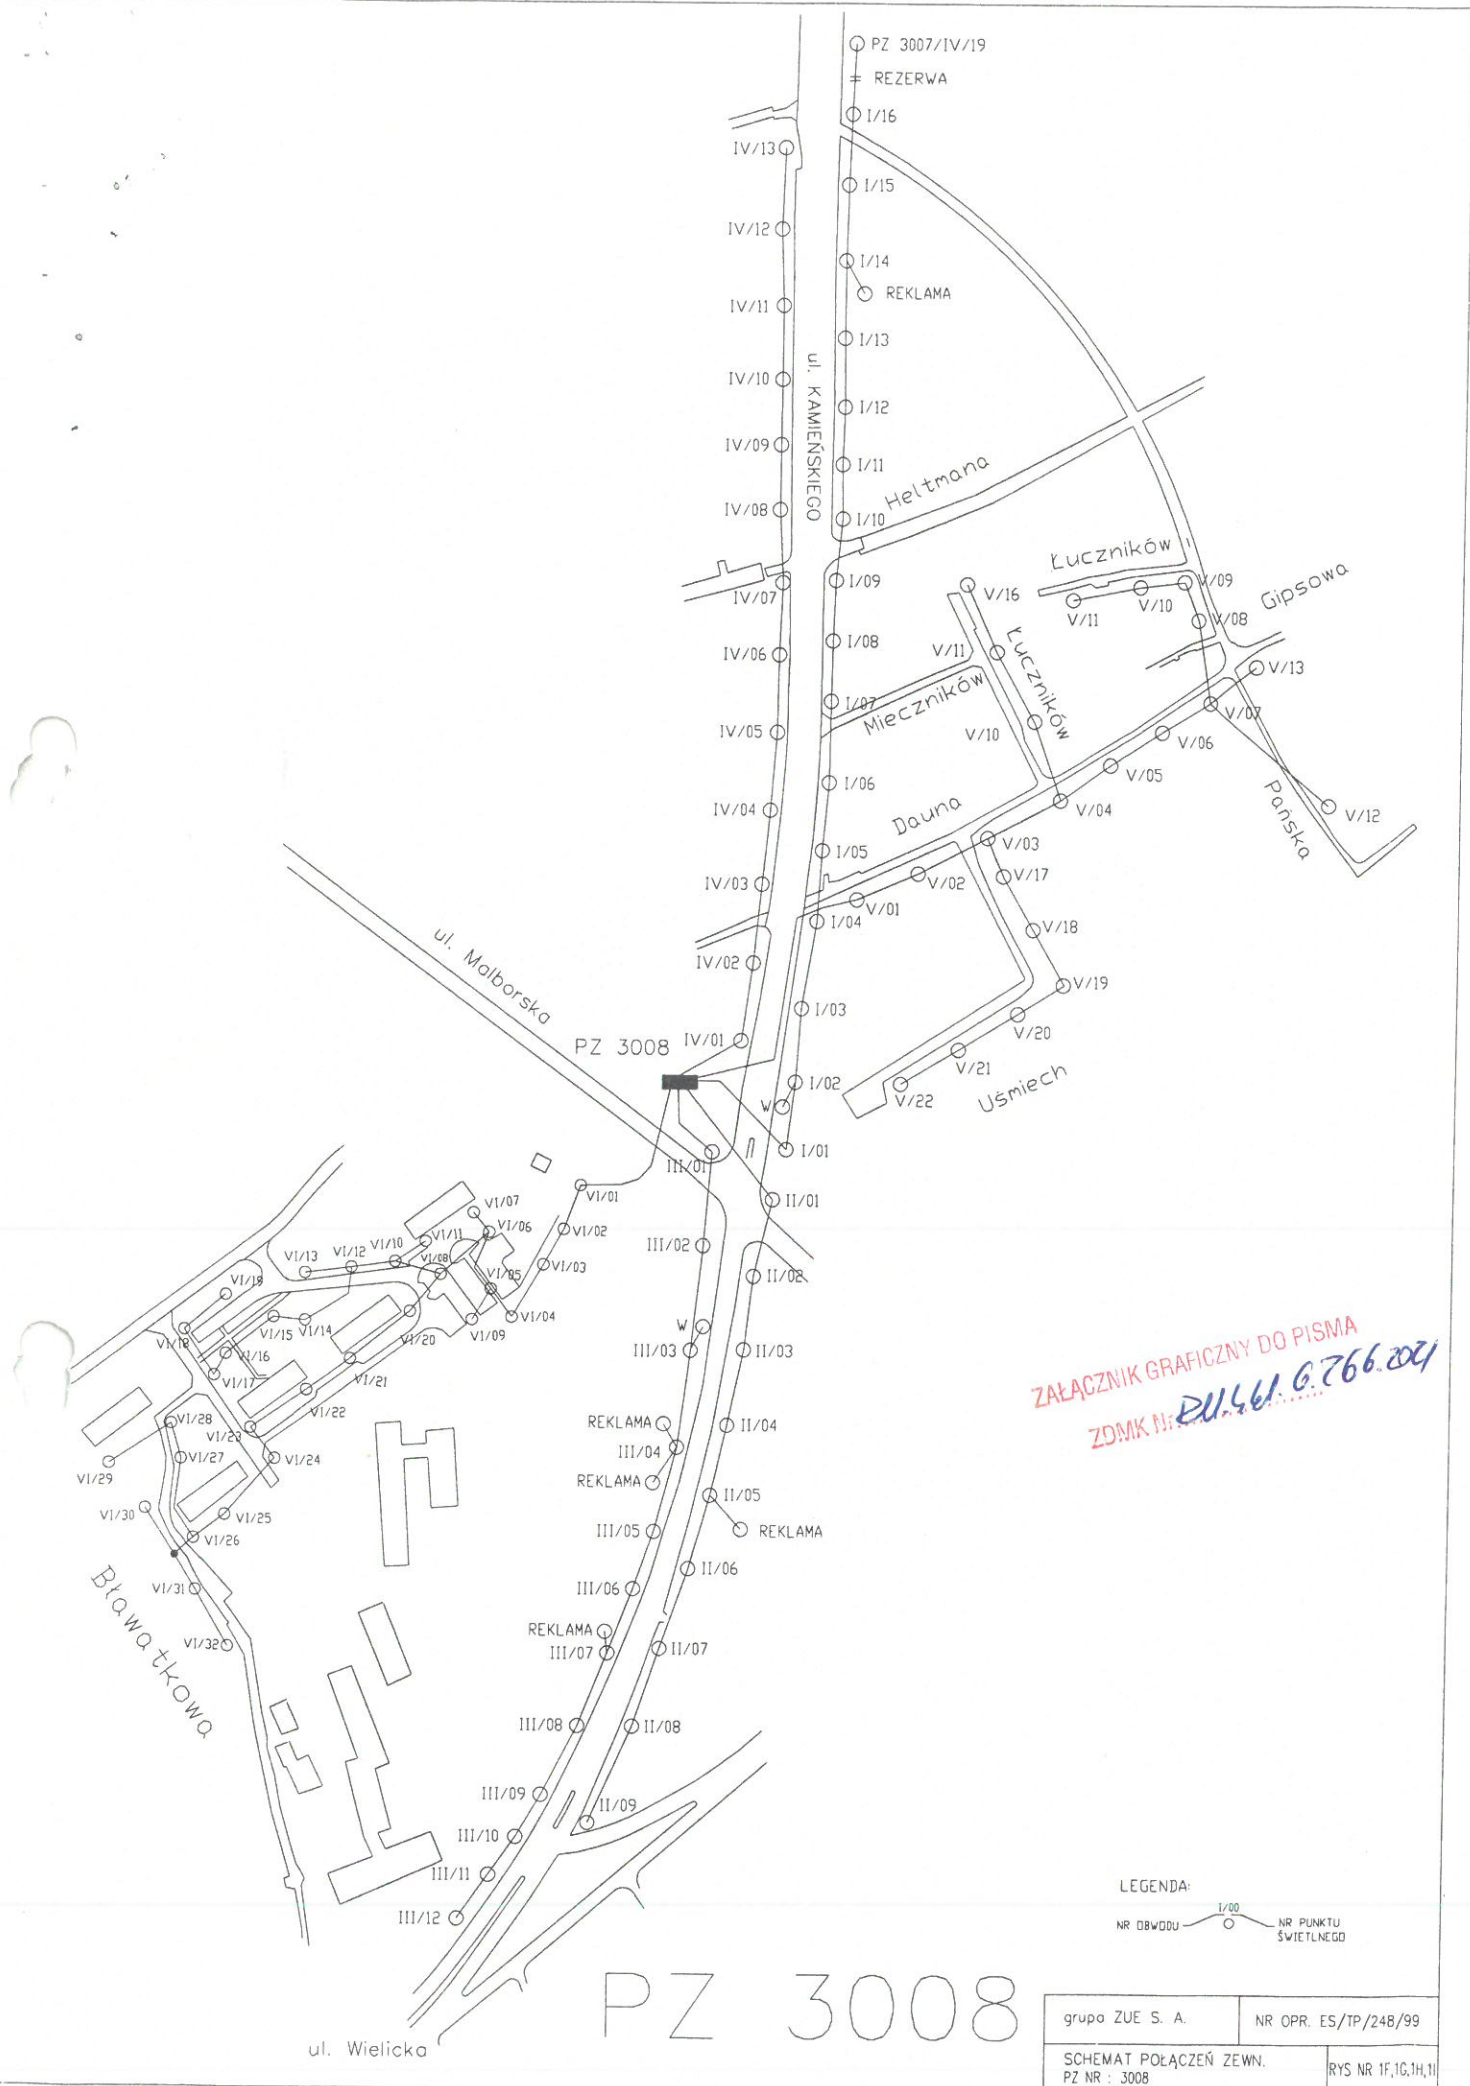 PZ 3007/IV/19
REZERWA
I/16
IV/13
I/15
IV/12
I/14
REKLAMA
IV/11
I/13
ul. KAMIEŃSKIEGO
IV/10
I/12
IV/09
I/11
Heltmana
IV/08
I/10
Łuczników
IV/07
I/09
V/16
V/11
V/10
V/09
Gipsowa
V/08
IV/06
I/08
V/11
Łuczników
V/13
I/07
Mieczników
V/07
IV/05
V/10
V/06
V/05
I/06
IV/04
Dauna
V/04
Pańska
V/12
I/05
V/03
IV/03
V/02
V/17
V/01
I/04
V/18
ul. Malborska
IV/02
V/19
I/03
V/20
PZ 3008
IV/01
V/21
I/02
V/22
Uśmiech
W
I/01
III/01
VI/01
II/01
VI/07
VI/06
VI/02
VI/11
III/02
VI/10
VI/12
VI/13
VI/08
VI/03
II/02
VI/05
VI/19
VI/04
VI/09
VI/20
VI/14
VI/15
W
VI/18
III/03
II/03
VI/16
VI/17
VI/21
ZAŁĄCZNIK GRAFICZNY DO PISMA
ZDMK Nr
VI/22
VI/28
VI/23
REKLAMA
II/04
III/04
VI/27
VI/24
VI/29
REKLAMA
II/05
VI/30
VI/25
III/05
REKLAMA
VI/26
II/06
III/06
VI/31
Bławatkowa
REKLAMA
VI/32
III/07
II/07
III/08
II/08
III/09
II/09
III/10
III/11
III/12
LEGENDA:
I/00
NR OBWODU
NR PUNKTU
ŚWIETLNEGO
PZ 3008
ul. Wielicka
grupa ZUE S. A.
NR OPR. ES/TP/248/99
SCHEMAT POŁĄCZEŃ ZEWN.
PZ NR : 3008
RYS NR 1F,1G,1H,1I